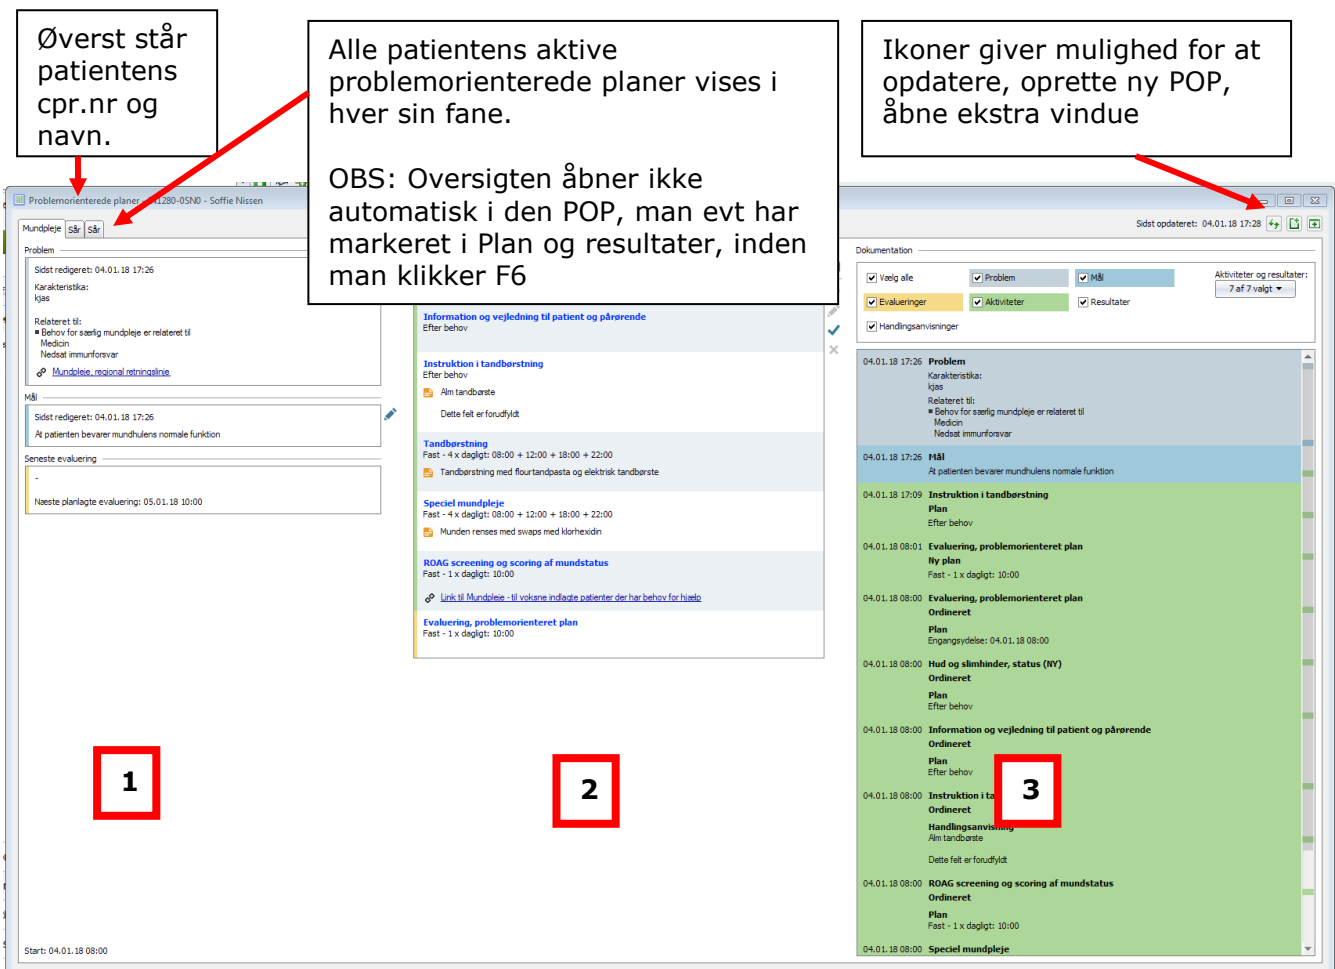 Øverst står
patientens
cpr.nr og
navn.
Alle patientens aktive
problemorienterede planer vises i
hver sin fane.
OBS: Oversigten åbner ikke
automatisk i den POP, man evt har
markeret i Plan og resultater, inden
man klikker F6
Ikoner giver mulighed for at
opdatere, oprette ny POP,
åbne ekstra vindue
Problemorienterede planer 1280-0SN0 - Soffie Nissen
Sidst opdateret: 04.01.18 17:28
Mundpleje Sår Sår
Problem
Sidst redigeret: 04.01.18 17:26
Karakteristika:
kjas
Relateret til:
Behov for særlig mundpleje er relateret til
Medicin
Nedsat immunforsvar
Mundpleje, regional retningslinje
Mål
Sidst redigeret: 04.01.18 17:26
At patienten bevarer mundhulens normale funktion
Seneste evaluering
-
Næste planlagte evaluering: 05.01.18 10:00
Start: 04.01.18 08:00
1
Information og vejledning til patient og pårørende
Efter behov
Instruktion i tandbørstning
Efter behov
Alm tandbørste
Dette felt er forudfyldt
Tandbørstning
Fast - 4 x dagligt: 08:00 + 12:00 + 18:00 + 22:00
Tandbørstning med flourtandpasta og elektrisk tandbørste
Speciel mundpleje
Fast - 4 x dagligt: 08:00 + 12:00 + 18:00 + 22:00
Munden renses med swaps med klorhexidin
ROAG screening og scoring af mundstatus
Fast - 1 x dagligt: 10:00
Link til Mundpleje - til voksne indlagte patienter der har behov for hjælp
Evaluering, problemorienteret plan
Fast - 1 x dagligt: 10:00
2
Dokumentation
Vælg alle Problem Mål
Aktiviteter og resultater:
7 af 7 valgt
Evalueringer Aktiviteter Resultater
Handlingsanvisninger
04.01.18 17:26 Problem
Karakteristika:
kjas
Relateret til:
Behov for særlig mundpleje er relateret til
Medicin
Nedsat immunforsvar
04.01.18 17:26 Mål
At patienten bevarer mundhulens normale funktion
04.01.18 17:09 Instruktion i tandbørstning
Plan
Efter behov
04.01.18 08:01 Evaluering, problemorienteret plan
Ny plan
Fast - 1 x dagligt: 10:00
04.01.18 08:00 Evaluering, problemorienteret plan
Ordineret
Plan
Engangsydelse: 04.01.18 08:00
04.01.18 08:00 Hud og slimhinder, status (NY)
Ordineret
Plan
Efter behov
04.01.18 08:00 Information og vejledning til patient og pårørende
Ordineret
Plan
Efter behov
04.01.18 08:00 Instruktion i
Ordineret
Handlingsanvisning
Alm tandbørste
Dette felt er forudfyldt
3
04.01.18 08:00 ROAG screening og scoring af mundstatus
Ordineret
Plan
Fast - 1 x dagligt: 10:00
04.01.18 08:00 Speciel mundpleje